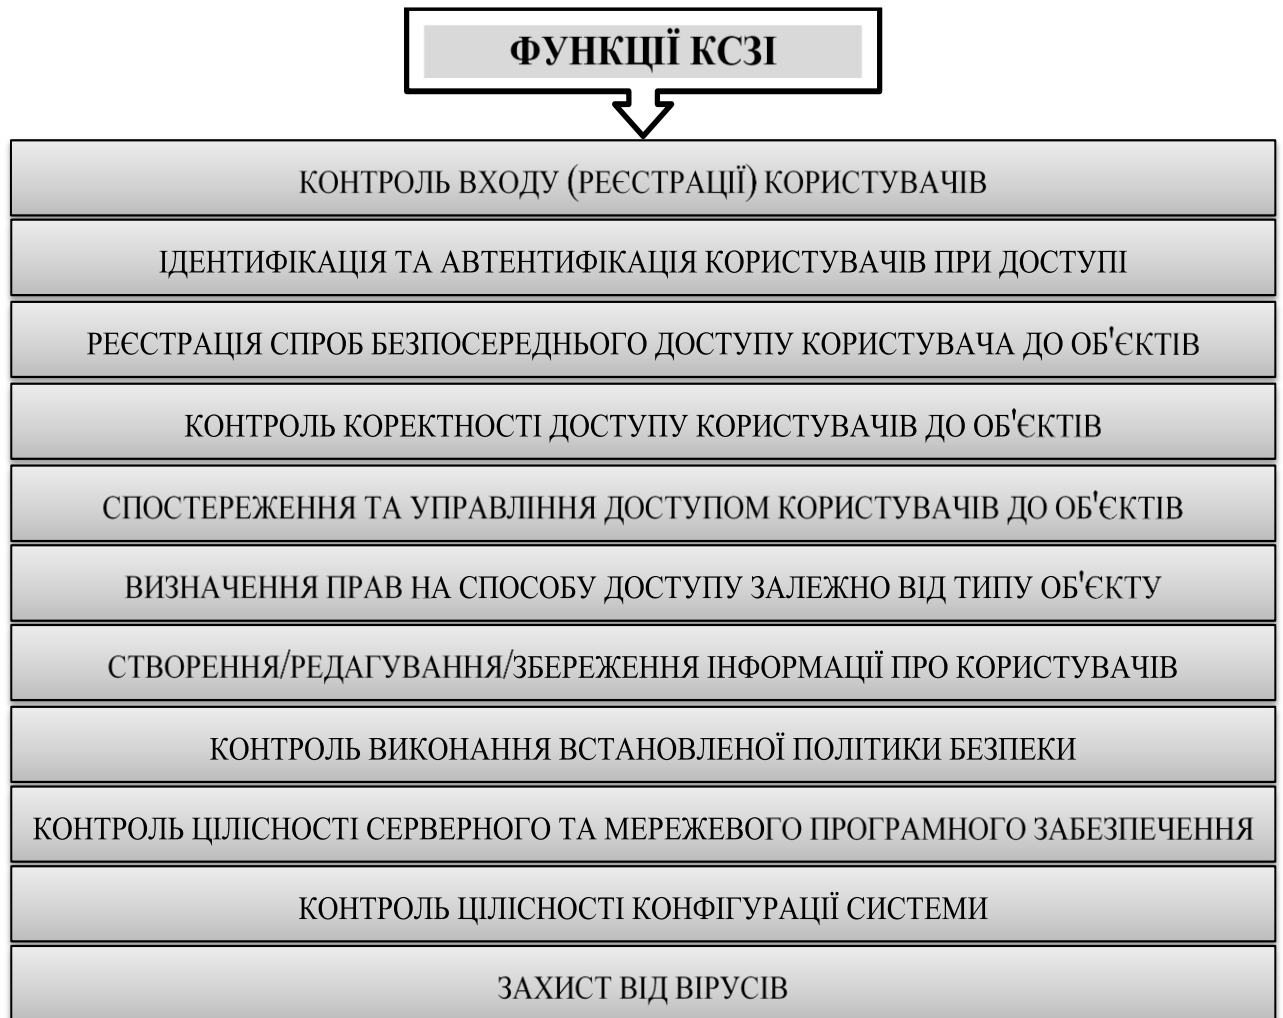 ФУНКЦІЇ КСЗІ
КОНТРОЛЬ ВХОДУ (РЕЄСТРАЦІЇ) КОРИСТУВАЧІВ
ІДЕНТИФІКАЦІЯ ТА АВТЕНТИФІКАЦІЯ КОРИСТУВАЧІВ ПРИ ДОСТУПІ
РЕЄСТРАЦІЯ СПРОБ БЕЗПОСЕРЕДНЬОГО ДОСТУПУ КОРИСТУВАЧА ДО ОБ'ЄКТІВ
КОНТРОЛЬ КОРЕКТНОСТІ ДОСТУПУ КОРИСТУВАЧІВ ДО ОБ'ЄКТІВ
СПОСТЕРЕЖЕННЯ ТА УПРАВЛІННЯ ДОСТУПОМ КОРИСТУВАЧІВ ДО ОБ'ЄКТІВ
ВИЗНАЧЕННЯ ПРАВ НА СПОСОБУ ДОСТУПУ ЗАЛЕЖНО ВІД ТИПУ ОБ'ЄКТУ
СТВОРЕННЯ/РЕДАГУВАННЯ/ЗБЕРЕЖЕННЯ ІНФОРМАЦІЇ ПРО КОРИСТУВАЧІВ
КОНТРОЛЬ ВИКОНАННЯ ВСТАНОВЛЕНОЇ ПОЛІТИКИ БЕЗПЕКИ
КОНТРОЛЬ ЦІЛІСНОСТІ СЕРВЕРНОГО ТА МЕРЕЖЕВОГО ПРОГРАМНОГО ЗАБЕЗПЕЧЕННЯ
КОНТРОЛЬ ЦІЛІСНОСТІ КОНФІГУРАЦІЇ СИСТЕМИ
ЗАХИСТ ВІД ВІРУСІВ